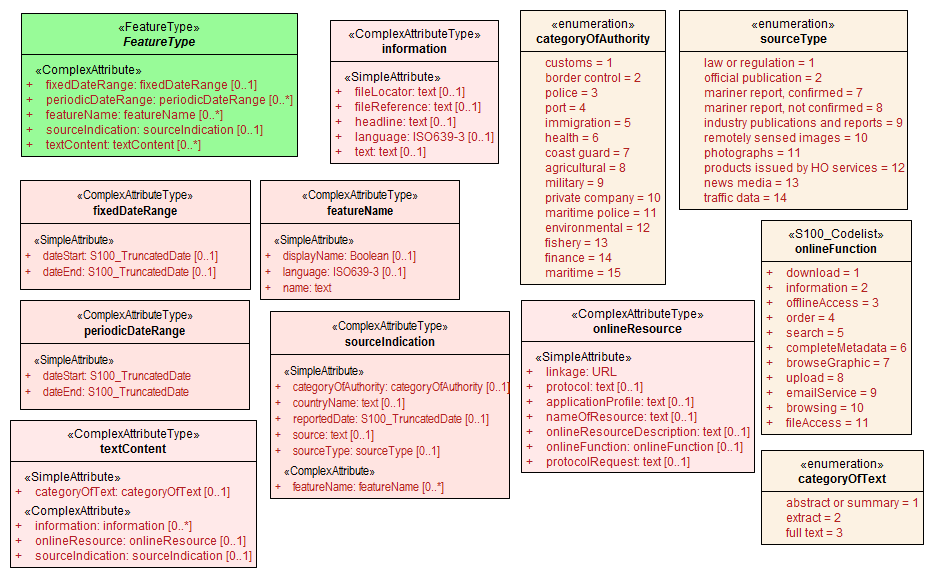 «FeatureType»
FeatureType
«ComplexAttribute»
+ fixedDateRange: fixedDateRange [0..1]
+ periodicDateRange: periodicDateRange [0..*]
+ featureName: featureName [0..*]
+ sourceIndication: sourceIndication [0..1]
+ textContent: textContent [0..*]
«ComplexAttributeType»
information
«SimpleAttribute»
+ fileLocator: text [0..1]
+ fileReference: text [0..1]
+ headline: text [0..1]
+ language: ISO639-3 [0..1]
+ text: text [0..1]
«enumeration»
categoryOfAuthority
customs = 1
border control = 2
police = 3
port = 4
immigration = 5
health = 6
coast guard = 7
agricultural = 8
military = 9
private company = 10
maritime police = 11
environmental = 12
fishery = 13
finance = 14
maritime = 15
«enumeration»
sourceType
law or regulation = 1
official publication = 2
mariner report, confirmed = 7
mariner report, not confirmed = 8
industry publications and reports = 9
remotely sensed images = 10
photographs = 11
products issued by HO services = 12
news media = 13
traffic data = 14
«ComplexAttributeType»
fixedDateRange
«SimpleAttribute»
+ dateStart: S100_TruncatedDate [0..1]
+ dateEnd: S100_TruncatedDate [0..1]
«ComplexAttributeType»
featureName
«SimpleAttribute»
+ displayName: Boolean [0..1]
+ language: ISO639-3 [0..1]
+ name: text
«S100_Codelist»
onlineFunction
+ download = 1
+ information = 2
+ offlineAccess = 3
+ order = 4
+ search = 5
+ completeMetadata = 6
+ browseGraphic = 7
+ upload = 8
+ emailService = 9
+ browsing = 10
+ fileAccess = 11
«ComplexAttributeType»
periodicDateRange
«SimpleAttribute»
+ dateStart: S100_TruncatedDate
+ dateEnd: S100_TruncatedDate
«ComplexAttributeType»
sourceIndication
«SimpleAttribute»
+ categoryOfAuthority: categoryOfAuthority [0..1]
+ countryName: text [0..1]
+ reportedDate: S100_TruncatedDate [0..1]
+ source: text [0..1]
+ sourceType: sourceType [0..1]
«ComplexAttribute»
+ featureName: featureName [0..*]
«ComplexAttributeType»
onlineResource
«SimpleAttribute»
+ linkage: URL
+ protocol: text [0..1]
+ applicationProfile: text [0..1]
+ nameOfResource: text [0..1]
+ onlineResourceDescription: text [0..1]
+ onlineFunction: onlineFunction [0..1]
+ protocolRequest: text [0..1]
«ComplexAttributeType»
textContent
«SimpleAttribute»
+ categoryOfText: categoryOfText [0..1]
«ComplexAttribute»
+ information: information [0..*]
+ onlineResource: onlineResource [0..1]
+ sourceIndication: sourceIndication [0..1]
«enumeration»
categoryOfText
abstract or summary = 1
extract = 2
full text = 3